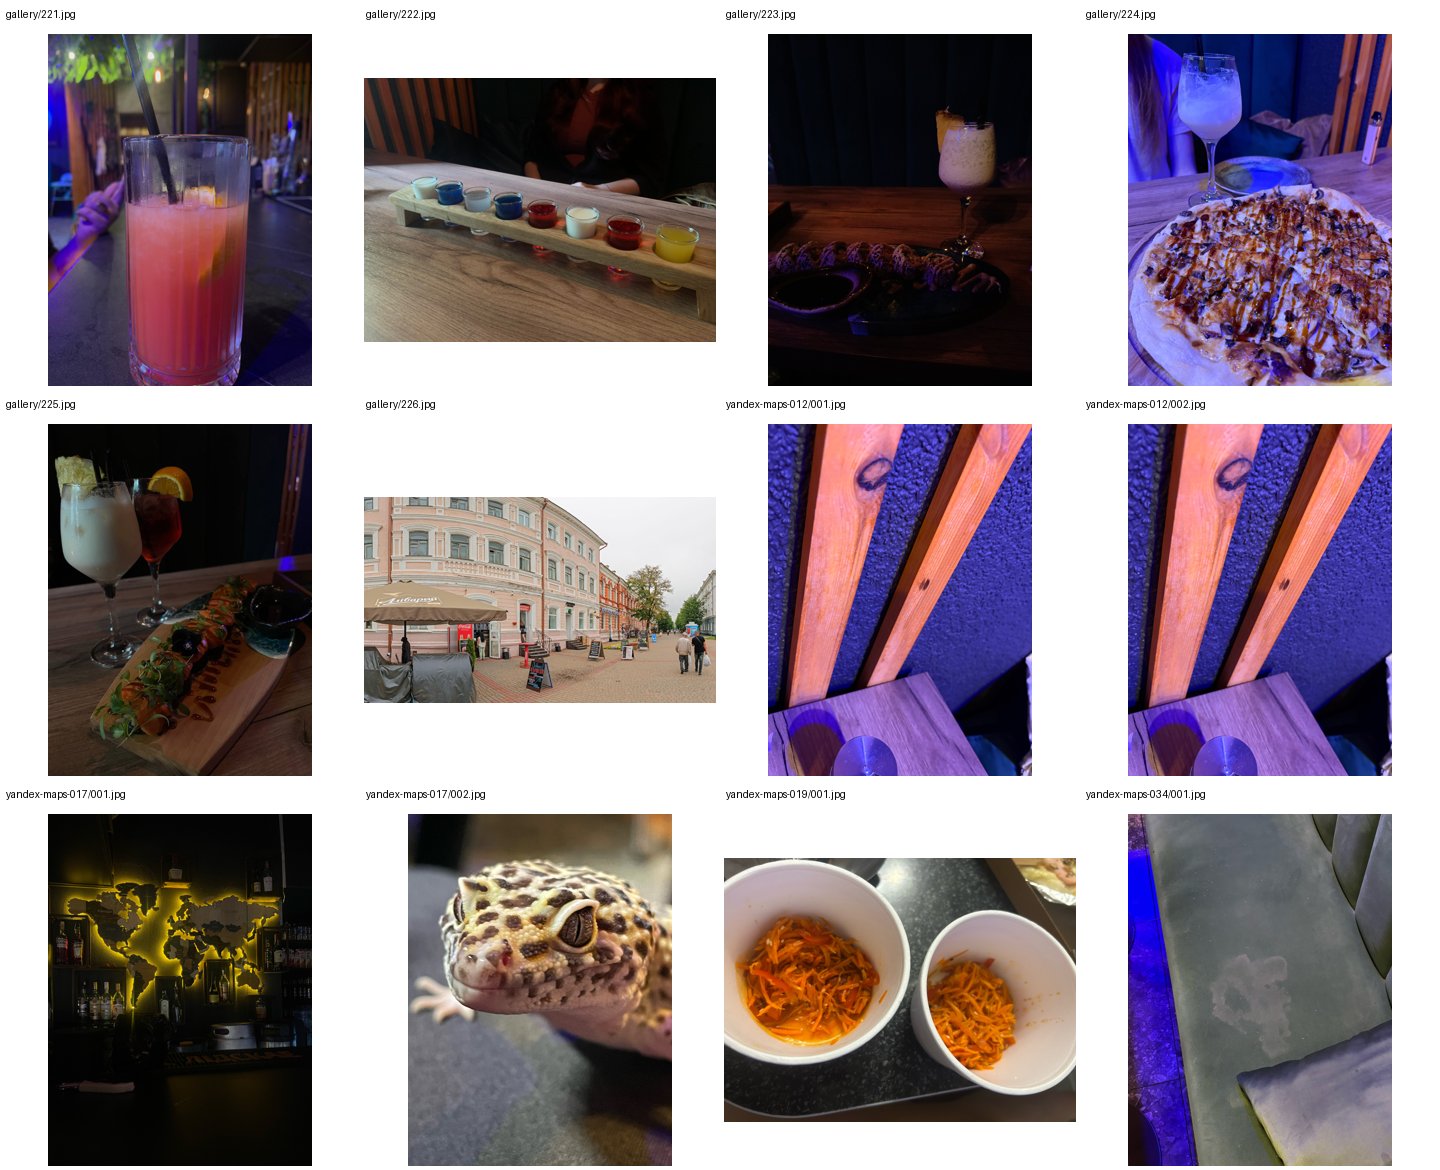 gallery/221.jpg
gallery/222.jpg
gallery/223.jpg
gallery/224.jpg
gallery/225.jpg
gallery/226.jpg
yandex-maps-012/001.jpg
yandex-maps-012/002.jpg
Ливария
yandex-maps-017/001.jpg
yandex-maps-017/002.jpg
yandex-maps-019/001.jpg
yandex-maps-034/001.jpg